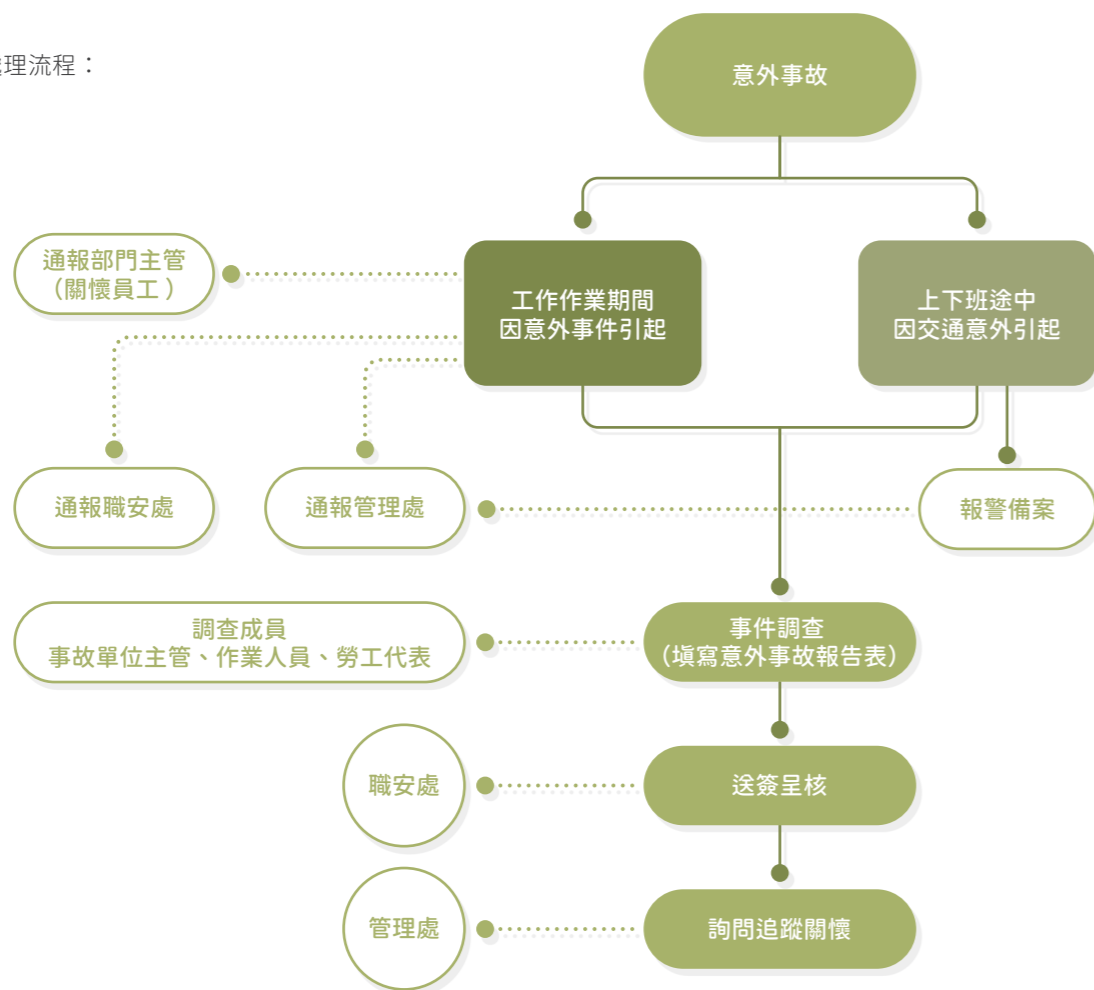 理流程：
意外事故
通報部門主管
（關懷員工）
工作作業期間
因意外事件引起
上下班途中
因交通意外引起
通報職安處
通報管理處
報警備案
調查成員
事故單位主管、作業人員、勞工代表
事件調查
（填寫意外事故報告表）
職安處
送簽呈核
管理處
詢問追蹤關懷